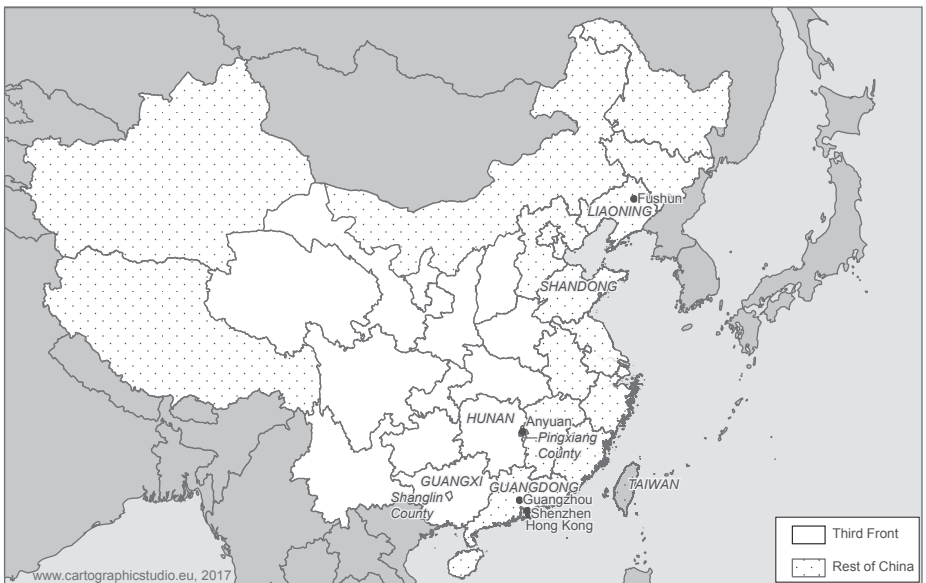 Fushun
LIAONING
SHANDONG
HUNAN
Anyuan
Pingxiang
County
GUANGXI
GUANGDONG
TAIWAN
Shanglin
County
Guangzhou
Shenzhen
Hong Kong
Third Front
Rest of China
www.cartographicstudio.eu, 2017